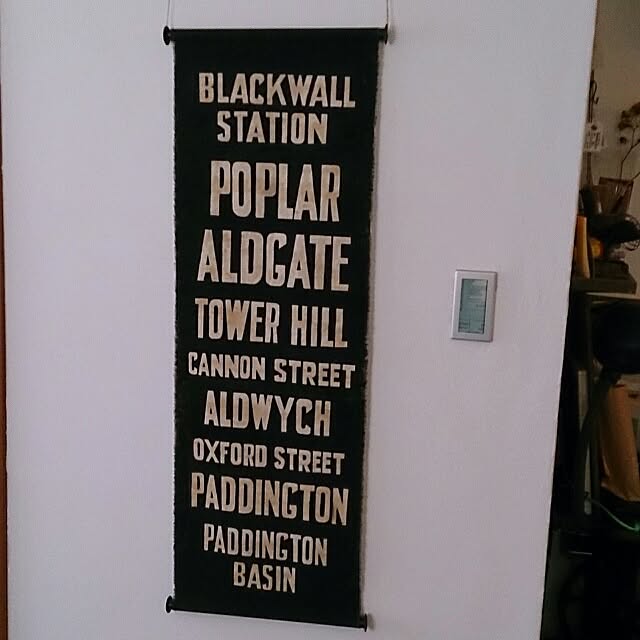 BLACKWALL
STATION
POPLAR
ALDGATE
TOWER HILL
CANNON STREET
ALDWYCH
OXFORD STREET
PADDINGTON
PADDINGTON
BASIN